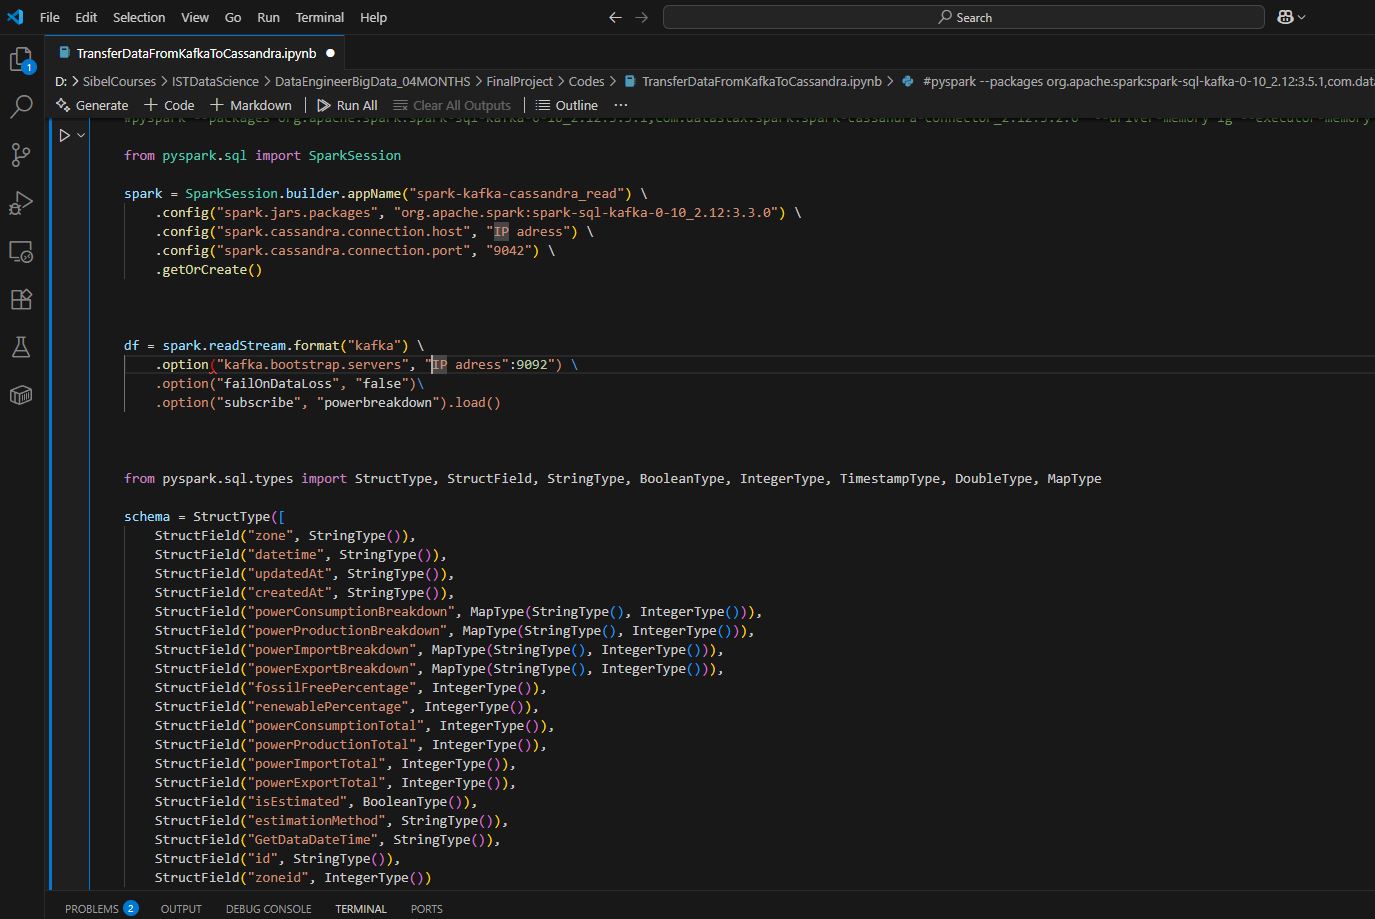 File Edit Selection View Go Run Terminal Help
Search
TransferDataFromKafkaToCassandra.ipynb
D: > SibelCourses > ISTDataScience > DataEngineerBigData_04MONTHS > FinalProject > Codes > TransferDataFromKafkaToCassandra.ipynb > #pyspark --packages org.apache.spark:spark-sql-kafka-0-10_2.12:3.5.1,com.data
Generate + Code + Markdown | Run All Clear All Outputs | Outline ...
#pyspark --packages org.apache.spark:spark-sql-kafka-0-10_2.12:3.5.1,com.datastax.spark:spark-cassandra-connector_2.12:3.2.0 --driver-memory 1g --executor-memory
from pyspark.sql import SparkSession
spark = SparkSession.builder.appName("spark-kafka-cassandra_read") \
.config("spark.jars.packages", "org.apache.spark:spark-sql-kafka-0-10_2.12:3.3.0") \
.config("spark.cassandra.connection.host", "IP adress") \
.config("spark.cassandra.connection.port", "9042") \
.getOrCreate()
df = spark.readStream.format("kafka") \
.option("kafka.bootstrap.servers", "IP adress":9092") \
.option("failOnDataLoss", "false")\
.option("subscribe", "powerbreakdown").load()
from pyspark.sql.types import StructType, StructField, StringType, BooleanType, IntegerType, TimestampType, DoubleType, MapType
schema = StructType([
StructField("zone", StringType()),
StructField("datetime", StringType()),
StructField("updatedAt", StringType()),
StructField("createdAt", StringType()),
StructField("powerConsumptionBreakdown", MapType(StringType(), IntegerType())),
StructField("powerProductionBreakdown", MapType(StringType(), IntegerType())),
StructField("powerImportBreakdown", MapType(StringType(), IntegerType())),
StructField("powerExportBreakdown", MapType(StringType(), IntegerType())),
StructField("fossilFreePercentage", IntegerType()),
StructField("renewablePercentage", IntegerType()),
StructField("powerConsumptionTotal", IntegerType()),
StructField("powerProductionTotal", IntegerType()),
StructField("powerImportTotal", IntegerType()),
StructField("powerExportTotal", IntegerType()),
StructField("isEstimated", BooleanType()),
StructField("estimationMethod", StringType()),
StructField("GetDataDateTime", StringType()),
StructField("id", StringType()),
StructField("zoneid", IntegerType())
PROBLEMS 2 OUTPUT DEBUG CONSOLE TERMINAL PORTS
1